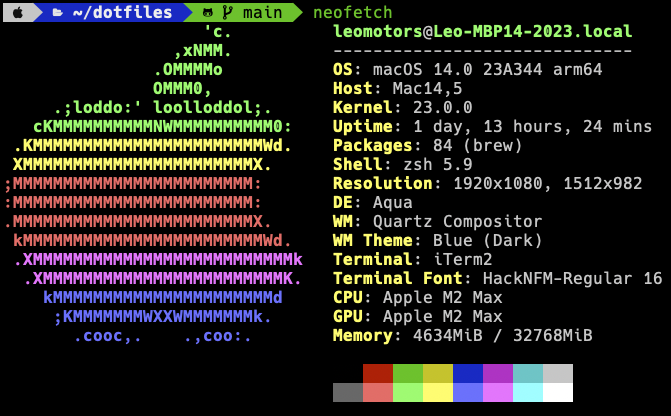 ~/dotfiles main neofetch
'c. leomotors@Leo-MBP14-2023.local
,xNMM. -----------------------------
.OMMMMo OS: macOS 14.0 23A344 arm64
OMMM0, Host: Mac14,5
.;loddo:' loolloddol;. Kernel: 23.0.0
cKMMMMMMMMMMNWMMMMMMMMMM0: Uptime: 1 day, 13 hours, 24 mins
.KMMMMMMMMMMMMMMMMMMMMMMMWd. Packages: 84 (brew)
XMMMMMMMMMMMMMMMMMMMMMMMX. Shell: zsh 5.9
;MMMMMMMMMMMMMMMMMMMMMMMM: Resolution: 1920x1080, 1512x982
:MMMMMMMMMMMMMMMMMMMMMMMM: DE: Aqua
.MMMMMMMMMMMMMMMMMMMMMMMMX. WM: Quartz Compositor
kMMMMMMMMMMMMMMMMMMMMMMMMWd. WM Theme: Blue (Dark)
.XMMMMMMMMMMMMMMMMMMMMMMMMMMk Terminal: iTerm2
.XMMMMMMMMMMMMMMMMMMMMMMMMK. Terminal Font: HackNFM-Regular 16
kMMMMMMMMMMMMMMMMMMMMMMd CPU: Apple M2 Max
;KMMMMMMMWXXWMMMMMMMk. GPU: Apple M2 Max
.cooc,. .,coo:. Memory: 4634MiB / 32768MiB